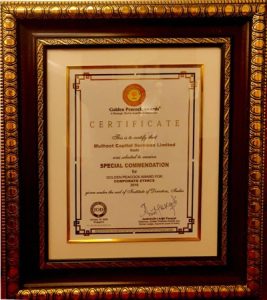 Golden Peacock Awards
CERTIFICATE
This is to certify that
Muthoot Capital Services Limited
was selected to receive
SPECIAL COMMENDATION
for
GOLDEN PEACOCK AWARD FOR
CORPORATE ETHICS
2016
given under the seal of Institute of Directors, India
IOD